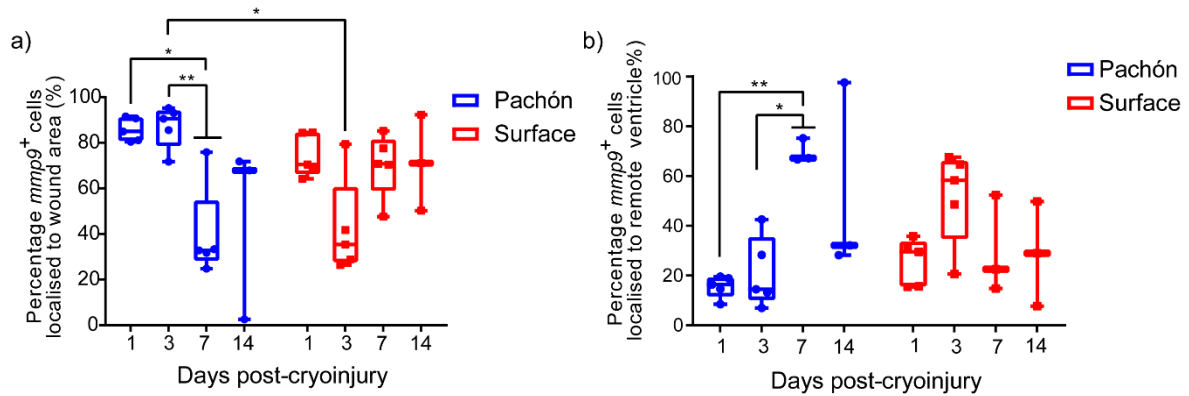 a)
Percentage mmp9+ cells
localised to wound area (%)
100
80
60
40
20
0
*
*
**
Pachón
Surface
1 3 7 14 1 3 7 14
Days post-cryoinjury
b)
Percentage mmp9+ cells
localised to remote ventricle%)
100
80
60
40
20
0
**
*
Pachón
Surface
1 3 7 14 1 3 7 14
Days post-cryoinjury